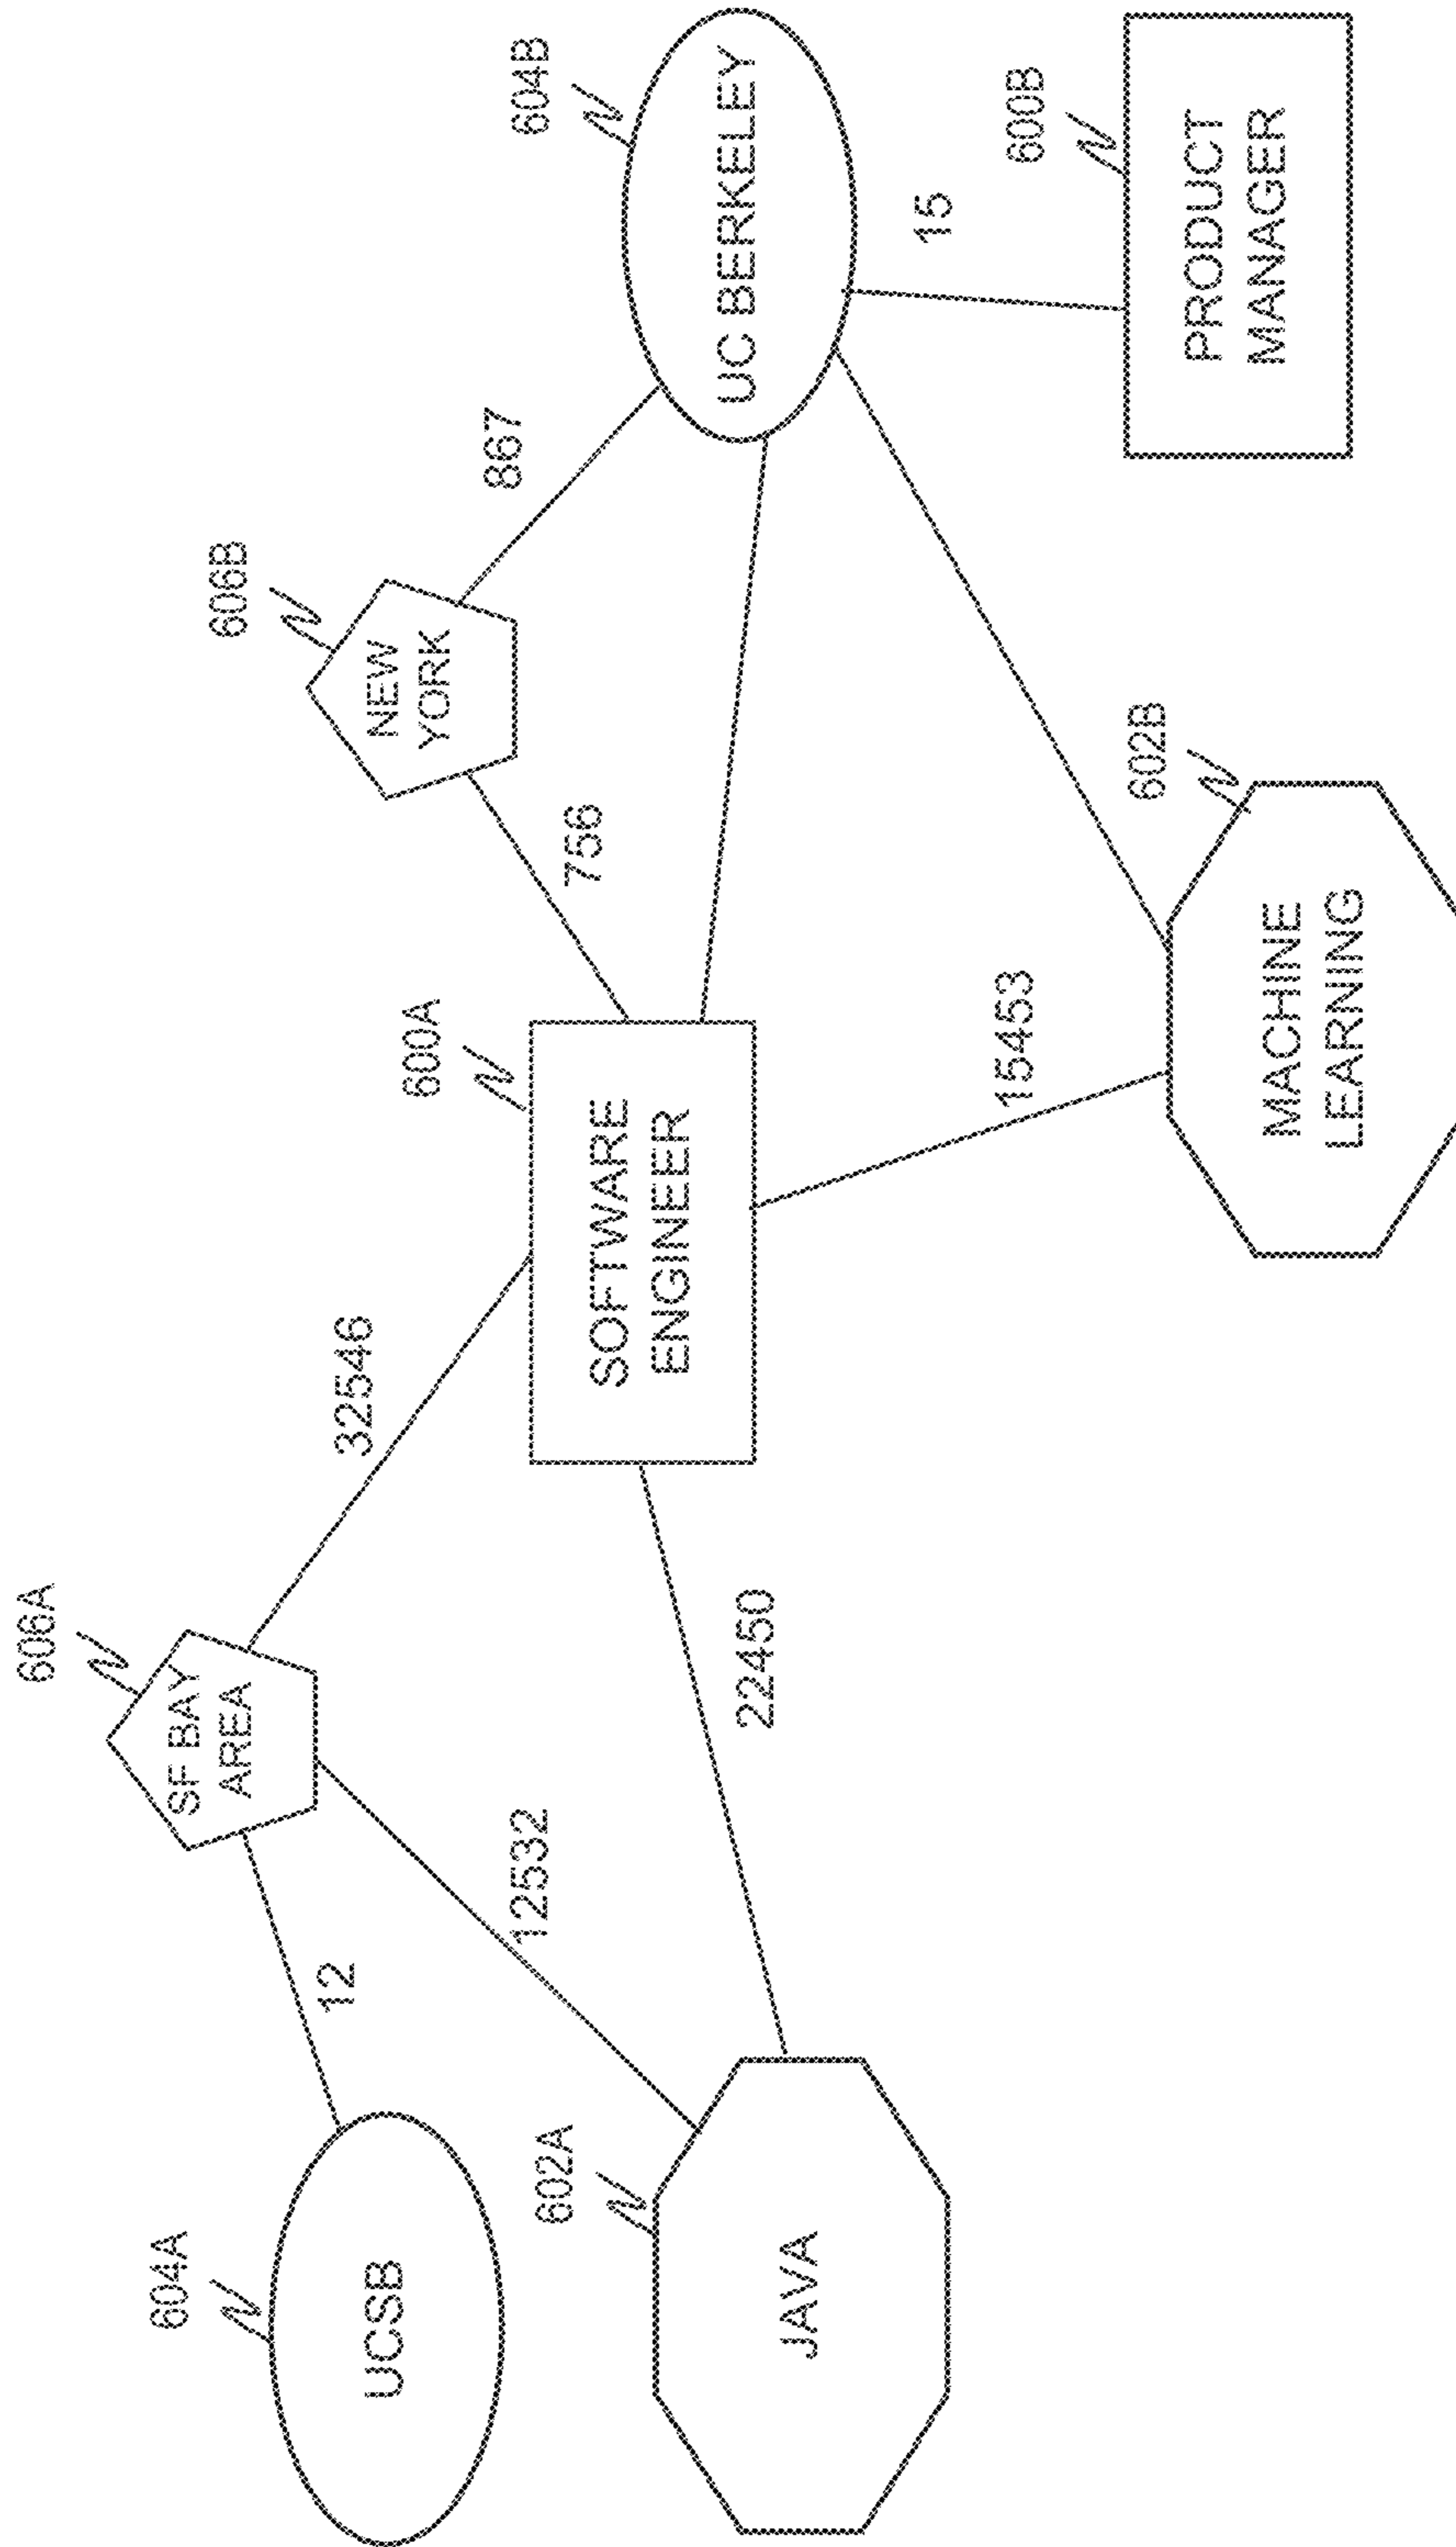 606A
606B
604A
SF BAY
AREA
32546
NEW
YORK
867
604B
12
600A
UCSB
12532
756
602A
SOFTWARE
ENGINEER
UC BERKELEY
22450
JAVA
15453
15
602B
600B
MACHINE
LEARNING
PRODUCT
MANAGER